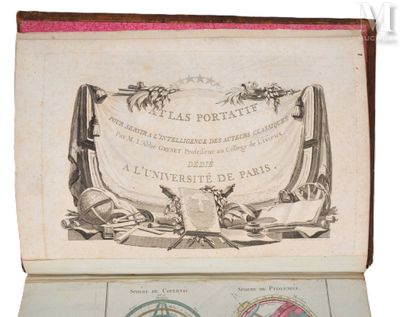 M
ATLAS PORTATIF
POUR SERVIR A L'INTELLIGENCE DES AUTEURS CLASSIQUES
Par M. L'Abbé GRENET Professeur au College de Lisieux,
DÉDIÉ
A L'UNIVERSITÉ DE PARIS.
SPHERE DE COPERNIC
SPHERE DE PTOLEMEE